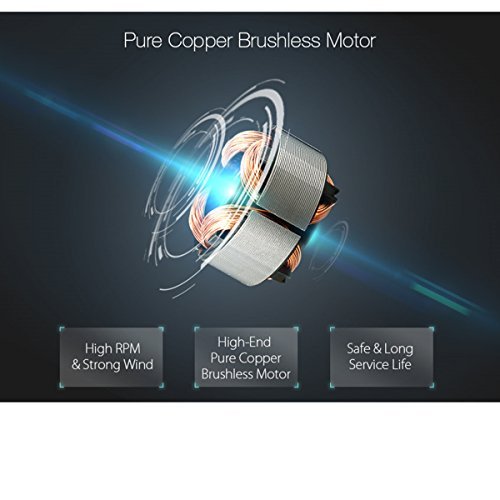 Pure Copper Brushless Motor
High RPM
& Strong Wind
High-End
Pure Copper
Brushless Motor
Safe & Long
Service Life